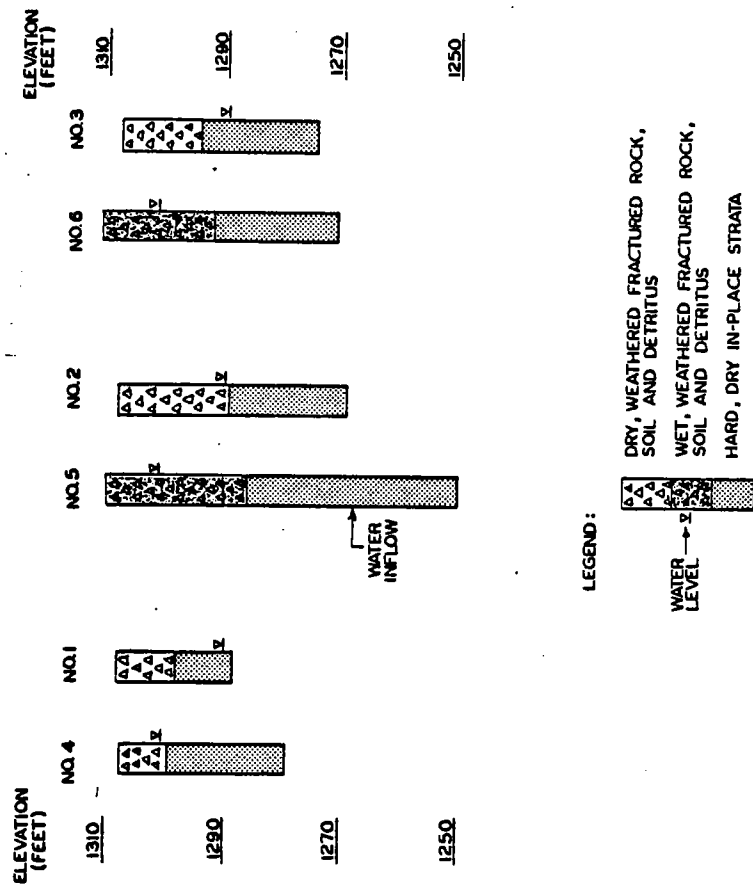 ELEVATION
(FEET)
1310
1290
1270
1250
NO. 4
NO. 1
NO. 5
NO. 2
NO. 6
NO. 3
WATER
INFLOW
ELEVATION
(FEET)
1310
1290
1270
1250
LEGEND:
WATER
LEVEL
DRY, WEATHERED FRACTURED ROCK,
SOIL AND DETRITUS
WET, WEATHERED FRACTURED ROCK,
SOIL AND DETRITUS
HARD, DRY IN-PLACE STRATA